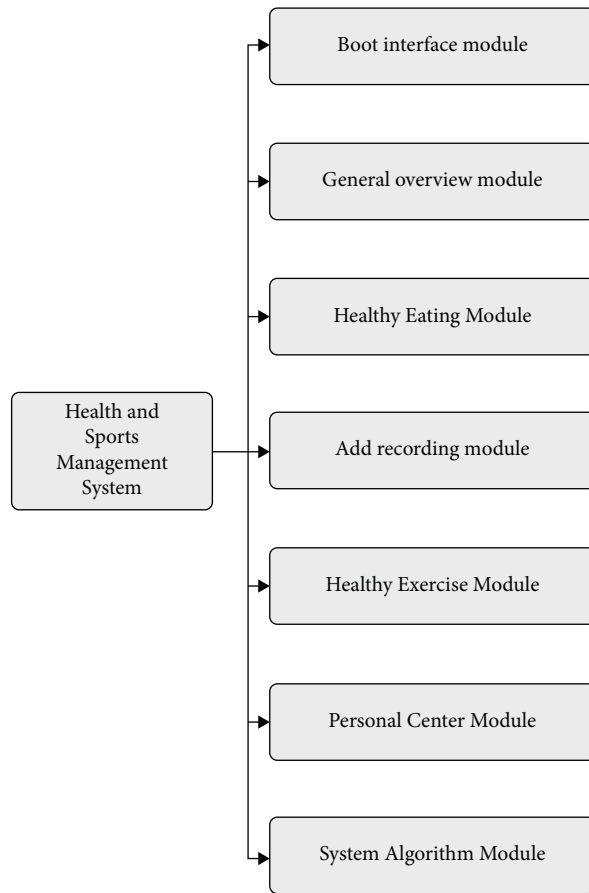 Boot interface module
General overview module
Healthy Eating Module
Health and
Sports
Management
System
Add recording module
Healthy Exercise Module
Personal Center Module
System Algorithm Module